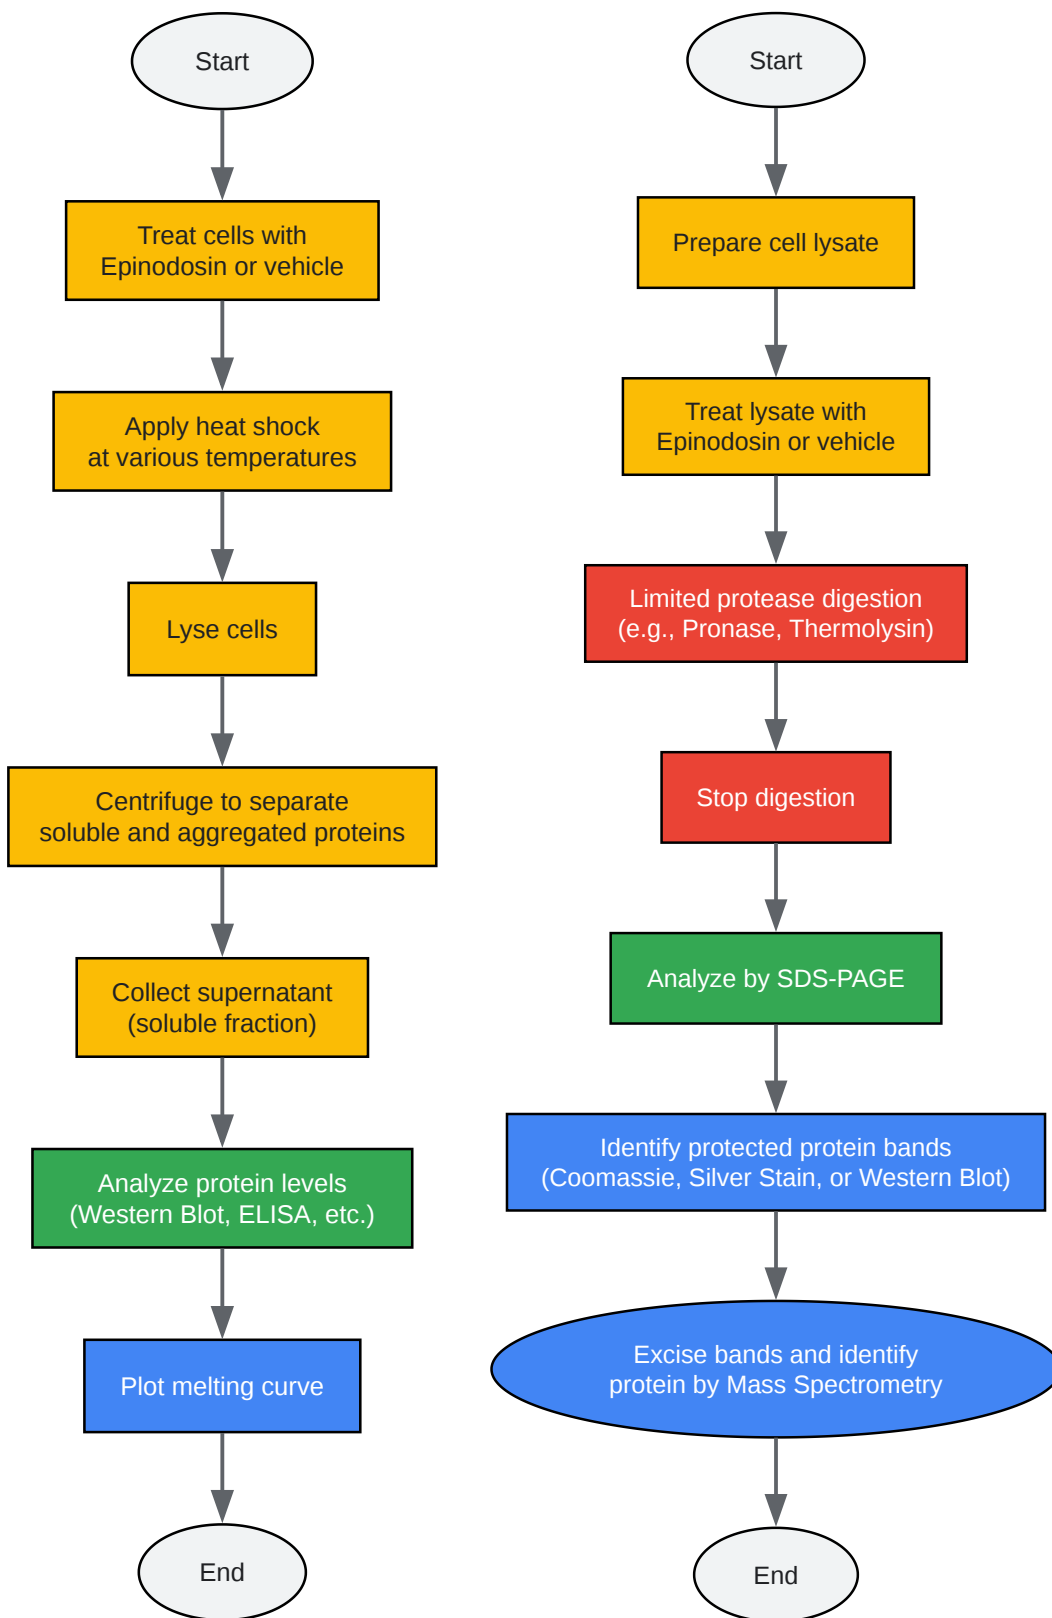 Start
Treat cells with
Epinodosin or vehicle
Apply heat shock
at various temperatures
Lyse cells
Centrifuge to separate
soluble and aggregated proteins
Collect supernatant
(soluble fraction)
Analyze protein levels
(Western Blot, ELISA, etc.)
Plot melting curve
End
Start
Prepare cell lysate
Treat lysate with
Epinodosin or vehicle
Limited protease digestion
(e.g., Pronase, Thermolysin)
Stop digestion
Analyze by SDS-PAGE
Identify protected protein bands
(Coomassie, Silver Stain, or Western Blot)
Excise bands and identify
protein by Mass Spectrometry
End